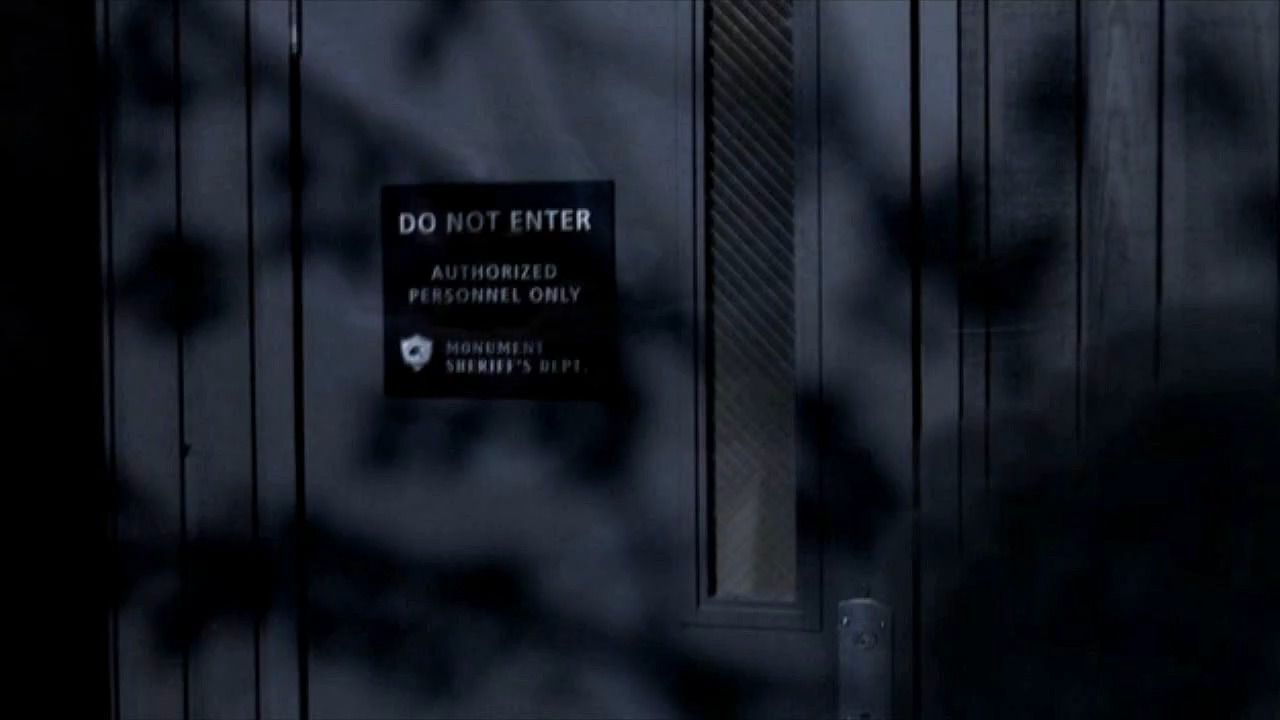 DO NOT ENTER
AUTHORIZED
PERSONNEL ONLY
MONUMENT
SHERIFF'S DEPT.